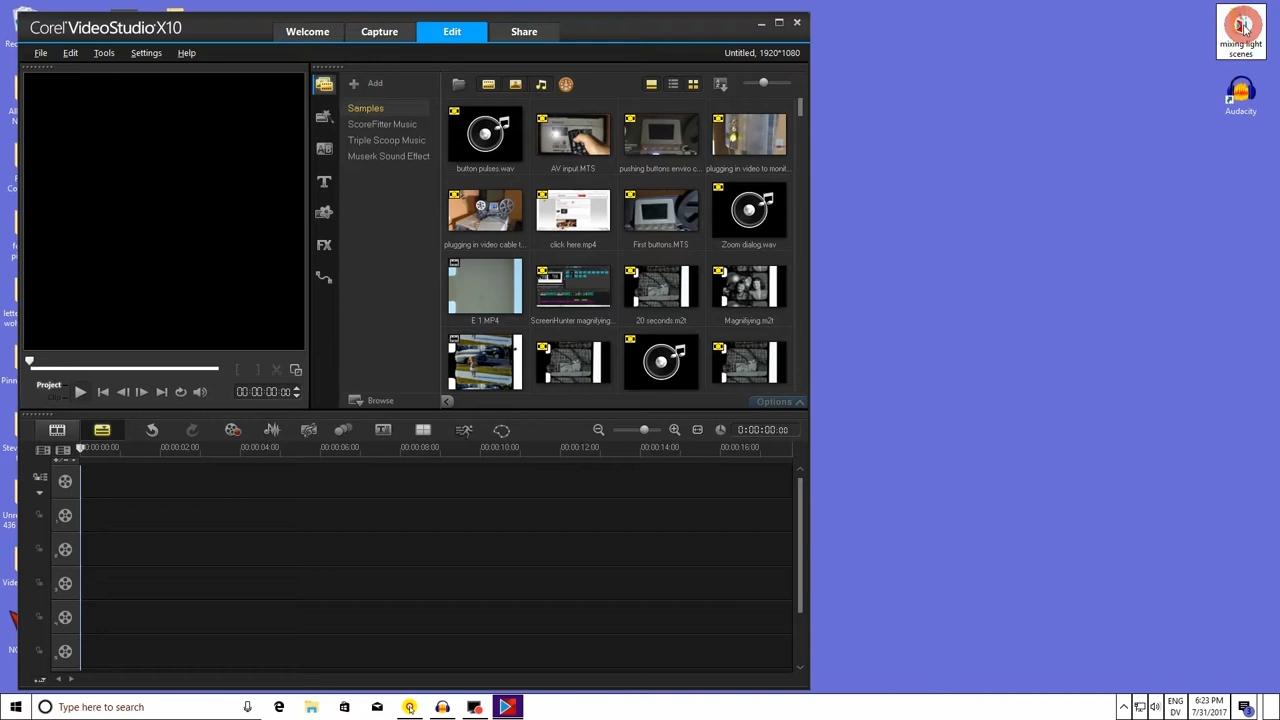 Corel VideoStudio X10
Welcome
Capture
Edit
Share
File
Edit
Tools
Settings
Help
Untitled, 1920*1080
Add
Samples
ScoreFitter Music
Triple Scoop Music
Muserk Sound Effect
button pulses.wav
AV input.MTS
pushing buttons enviro c...
plugging in video to monit...
plugging in video cable t...
click here.mp4
First buttons.MTS
Zoom dialog.wav
E 1.MP4
ScreenHunter magnifying...
20 seconds.m2t
Magnifiying.m2t
Project
Clip
00:00:00:00
Browse
Options
0:00:00:00
00:00:00:00
00:00:02:00
00:00:04:00
00:00:06:00
00:00:08:00
00:00:10:00
00:00:12:00
00:00:14:00
00:00:16:00
mixing light
scenes
Audacity
Type here to search
ENG
DV
6:23 PM
7/31/2017
3